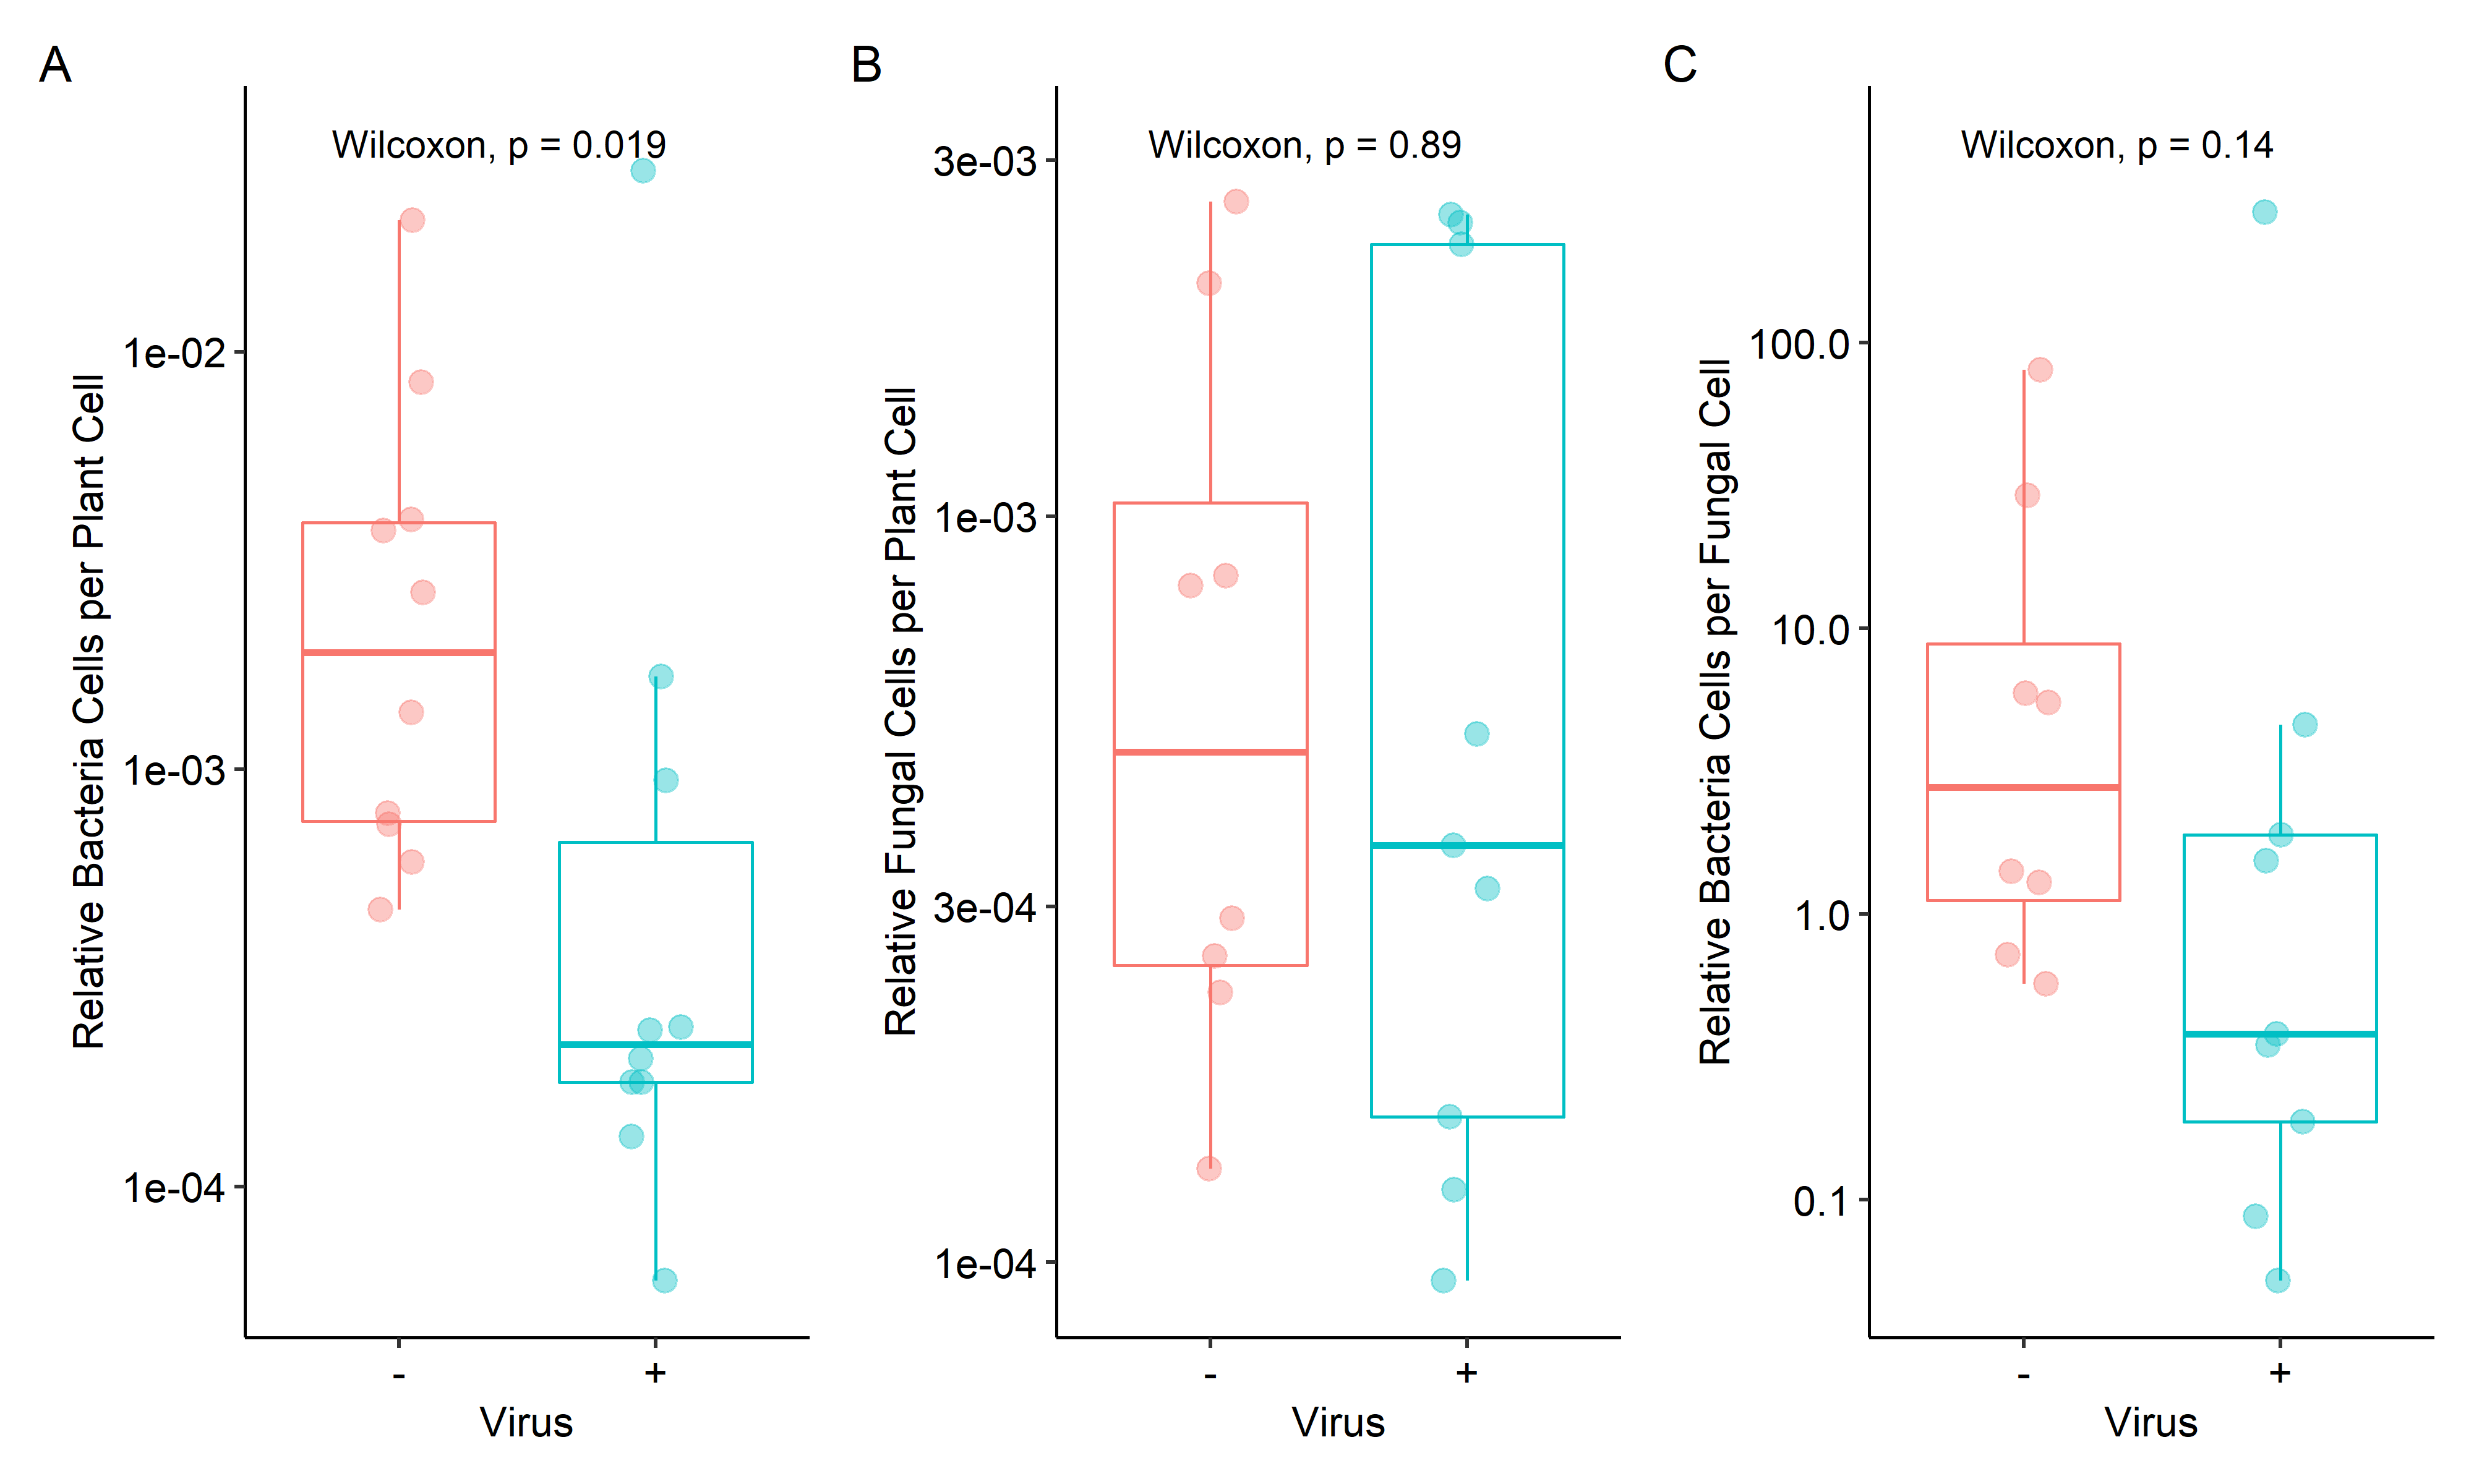 A
Wilcoxon, p = 0.019
Relative Bacteria Cells per Plant Cell
1e-02
1e-03
1e-04
-
+
Virus
B
Wilcoxon, p = 0.89
Relative Fungal Cells per Plant Cell
3e-03
1e-03
3e-04
1e-04
-
+
Virus
C
Wilcoxon, p = 0.14
Relative Bacteria Cells per Fungal Cell
100.0
10.0
1.0
0.1
-
+
Virus